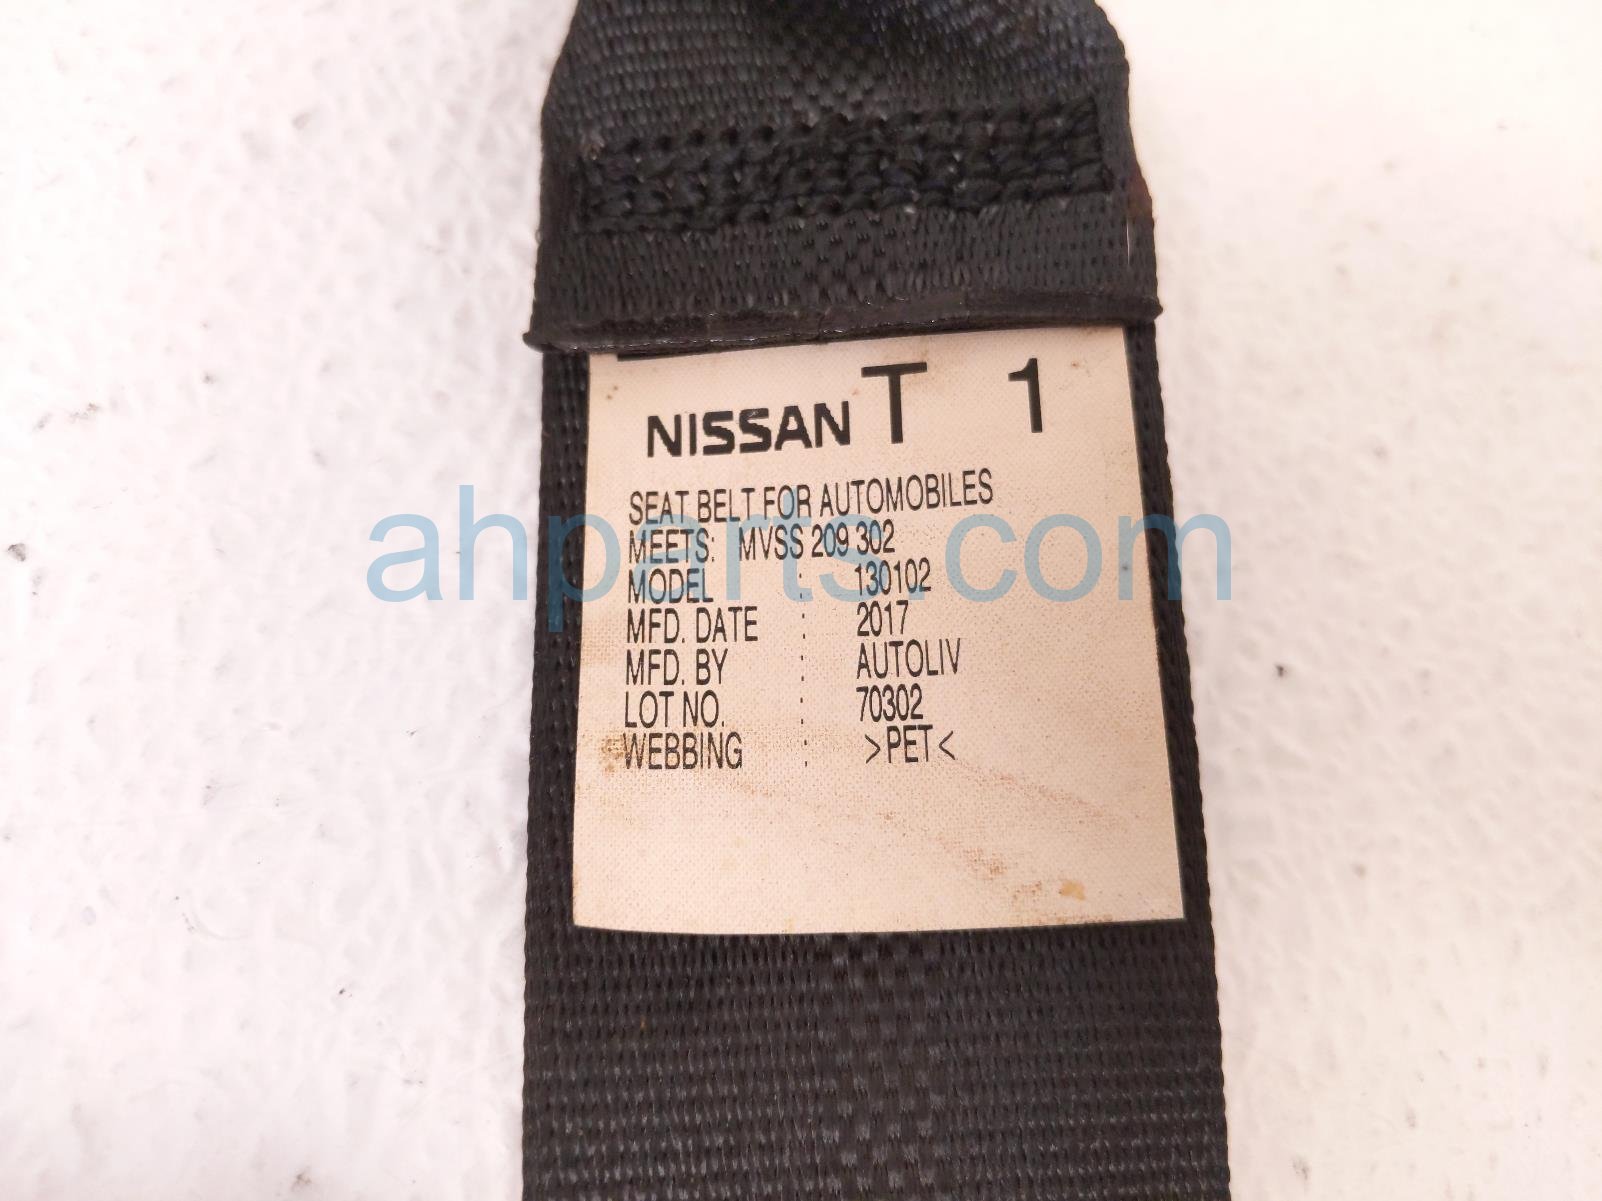 NISSAN T 1
SEAT BELT FOR AUTOMOBILES
MEETS: MVSS 209 302
MODEL : 130102
MFD. DATE : 2017
MFD. BY : AUTOLIV
LOT NO. : 70302
WEBBING : >PET<
ahparts.com